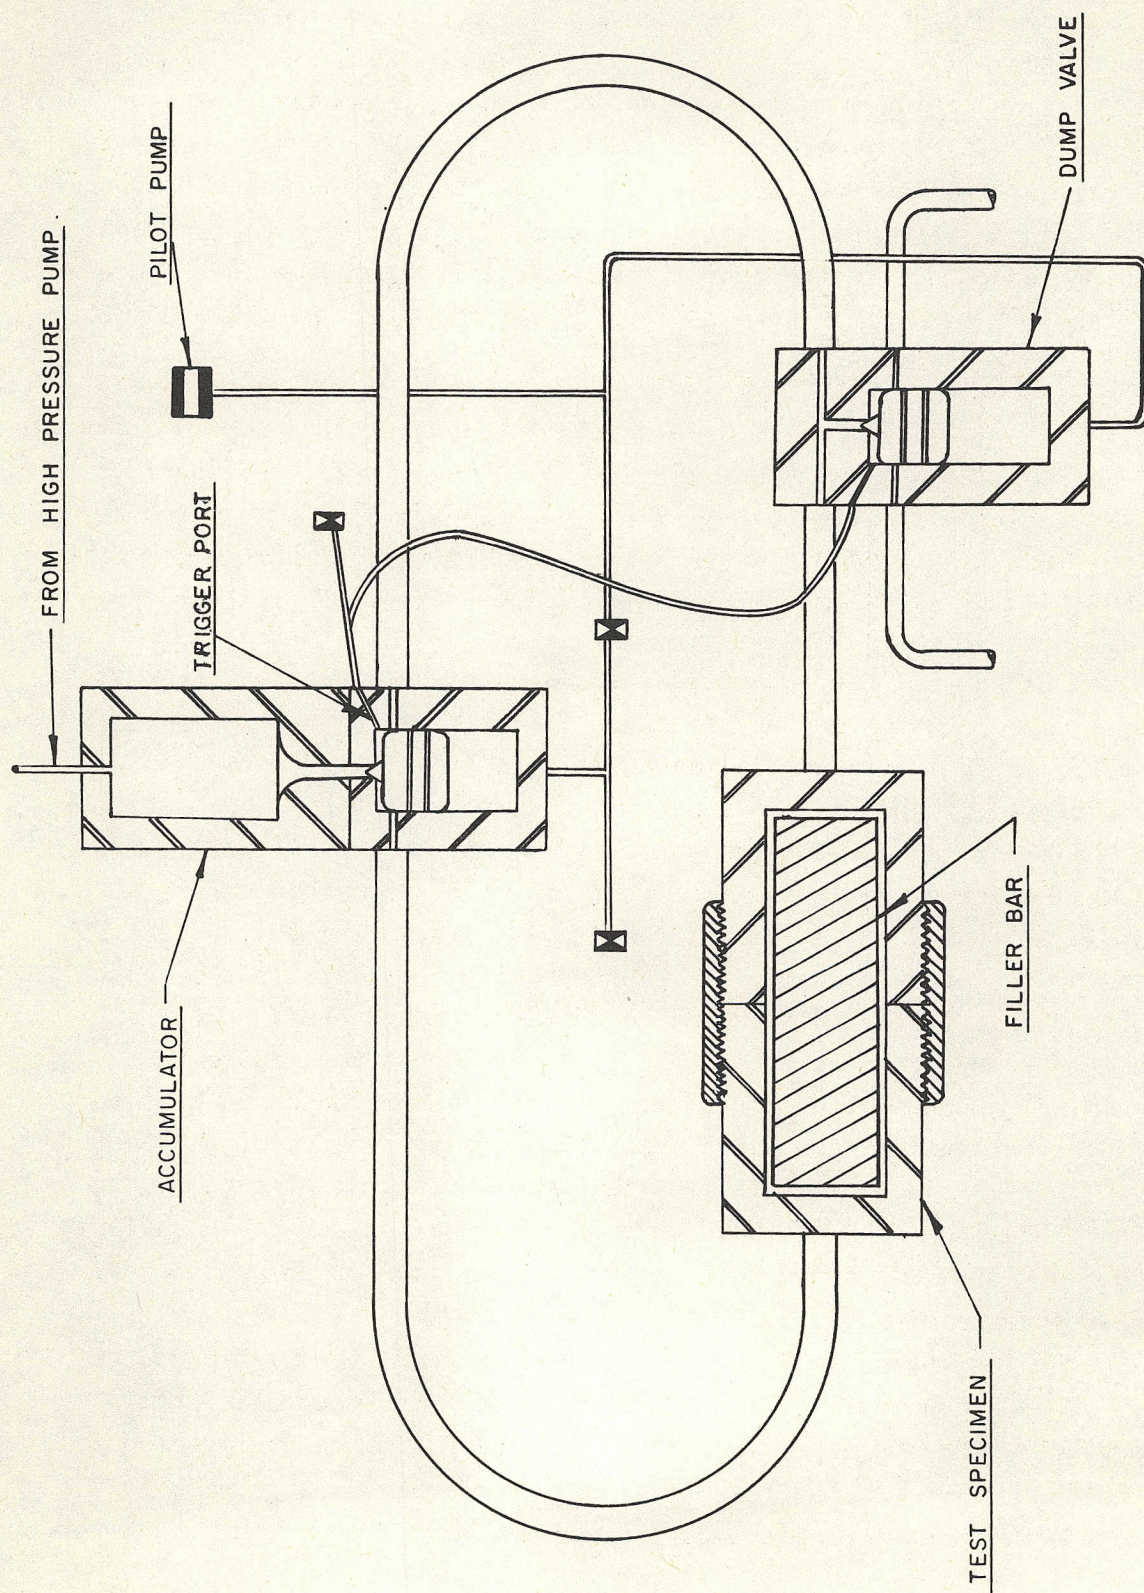 FROM HIGH PRESSURE PUMP.
PILOT PUMP
TRIGGER PORT
DUMP VALVE
ACCUMULATOR
FILLER BAR
TEST SPECIMEN